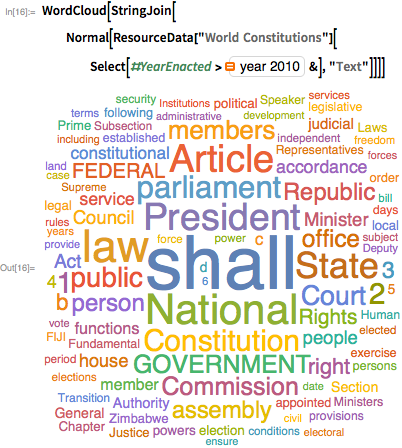 In[16]:= WordCloud[StringJoin[
Normal[ResourceData["World Constitutions"][
Select[#YearEnacted > year 2010 &], "Text"]]]]
Out[16]=
security Institutions political Speaker services
terms following administrative development legislative
Prime Subsection members judicial Laws
including established independent freedom
constitutional Article Representatives forces
land FEDERAL accordance
case order
Supreme parliament Republic bill
legal service days
rules Council President Minister local
years law force power c office subject
provide Act shall Deputy
4 1 public d 6 State 3
b person National Court 2 5
vote Rights Human
FIJI functions Constitution people elected
Fundamental
period house GOVERNMENT right exercise
elections persons
member Commission date Section
Transition Authority assembly appointed Ministers
General Zimbabwe civil provisions
Chapter Justice powers election conditions electoral
ensure